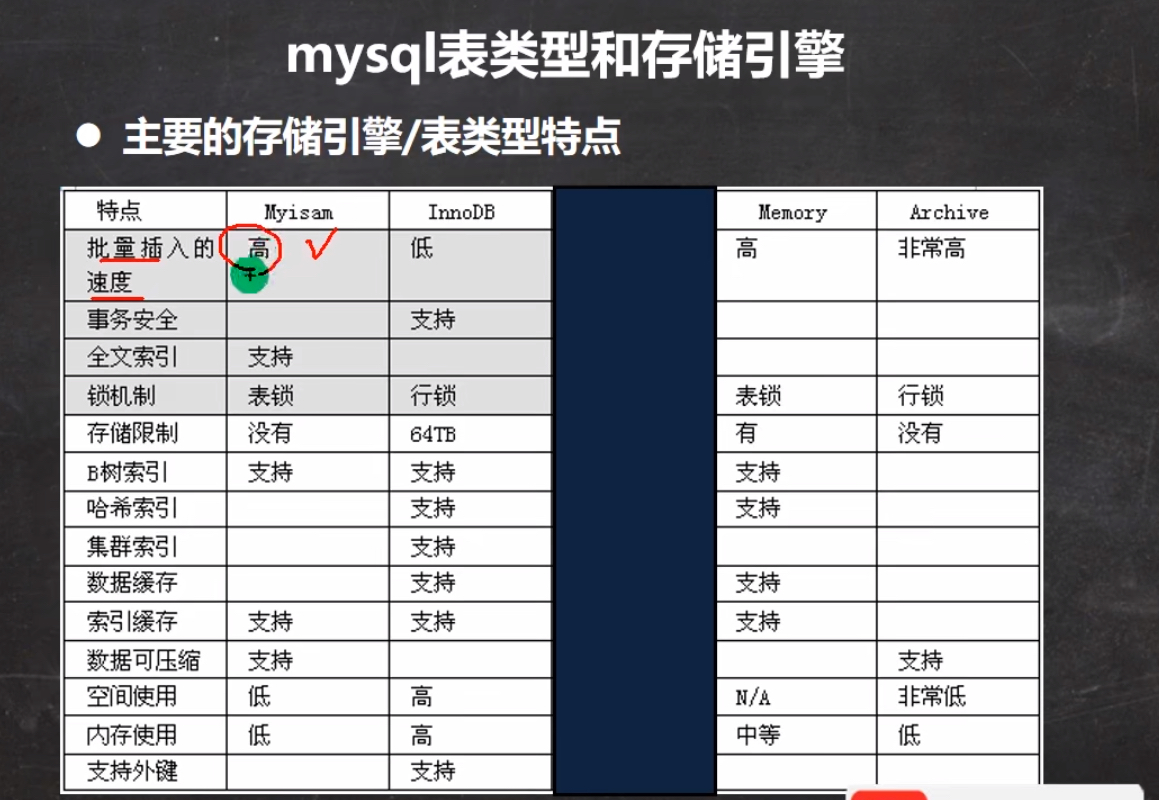 mysql表类型和存储引擎
● 主要的存储引擎/表类型特点
特点 Myisam InnoDB Memory Archive
批量插入的速度 高 低 高 非常高
事务安全 支持
全文索引 支持
锁机制 表锁 行锁 表锁 行锁
存储限制 没有 64TB 有 没有
B树索引 支持 支持 支持
哈希索引 支持 支持
集群索引 支持
数据缓存 支持 支持
索引缓存 支持 支持 支持
数据可压缩 支持 支持
空间使用 低 高 N/A 非常低
内存使用 低 高 中等 低
支持外键 支持